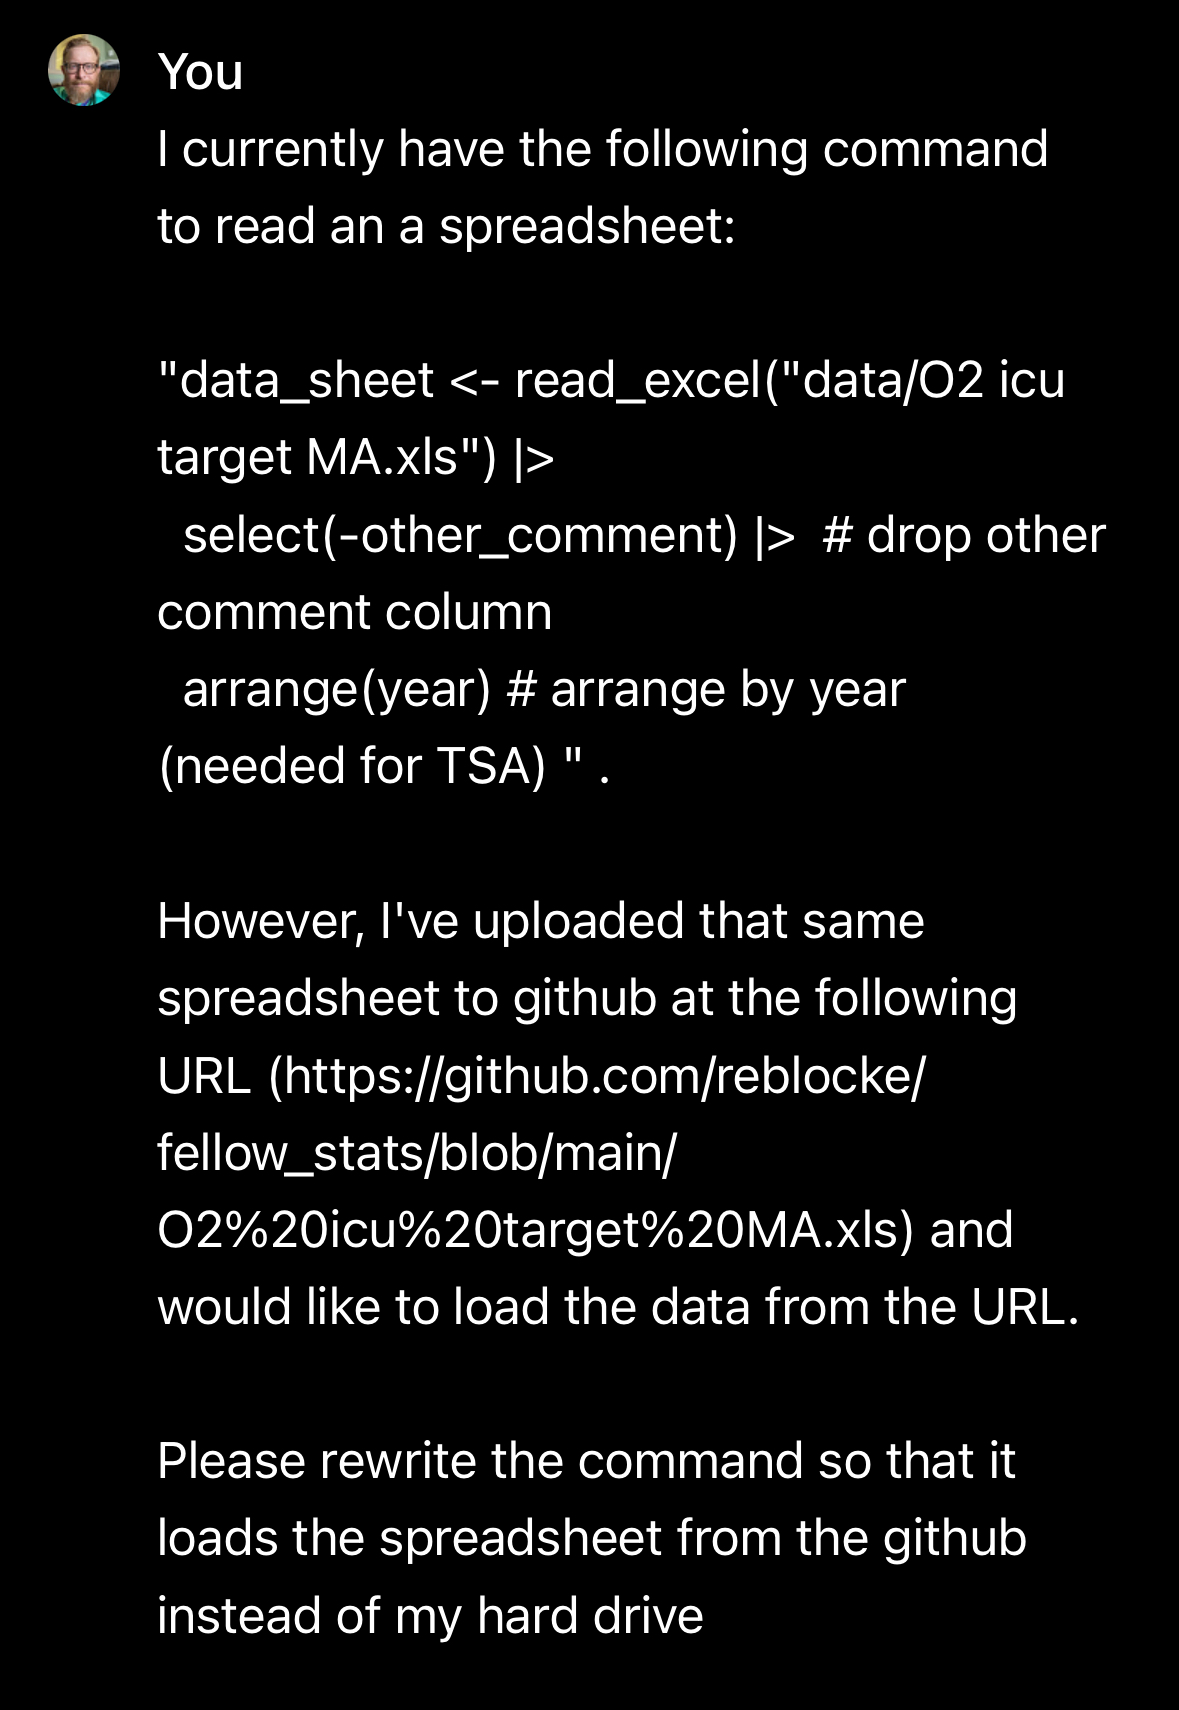 You
I currently have the following command
to read an a spreadsheet:
"data_sheet <- read_excel("data/O2 icu
target MA.xls") |>
select(-other_comment) |>  # drop other
comment column
arrange(year) # arrange by year
(needed for TSA) " .
However, I've uploaded that same
spreadsheet to github at the following
URL (https://github.com/reblocke/
fellow_stats/blob/main/
O2%20icu%20target%20MA.xls) and
would like to load the data from the URL.
Please rewrite the command so that it
loads the spreadsheet from the github
instead of my hard drive